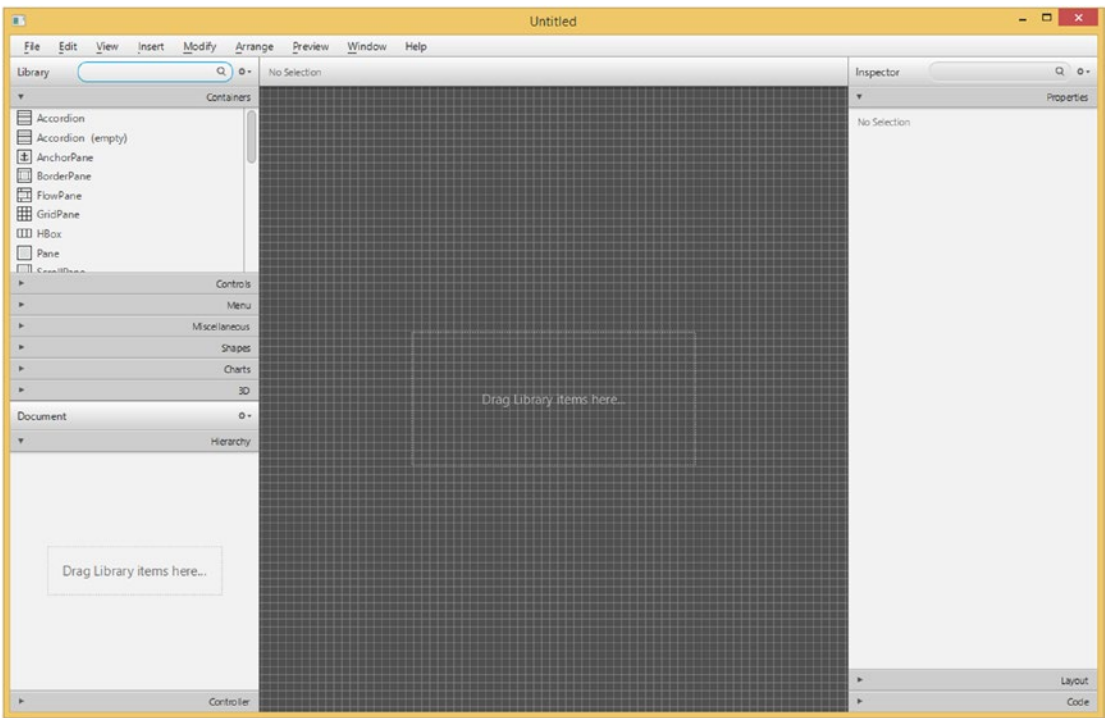 Untitled
File Edit View Insert Modify Arrange Preview Window Help
Library
No Selection
Inspector
Containers
Properties
Accordion
Accordion (empty)
AnchorPane
BorderPane
FlowPane
GridPane
HBox
Pane
ScrollPane
Controls
Menu
Miscellaneous
Shapes
Charts
3D
Document
Hierarchy
Drag Library items here...
Controller
Drag Library items here...
No Selection
Layout
Code